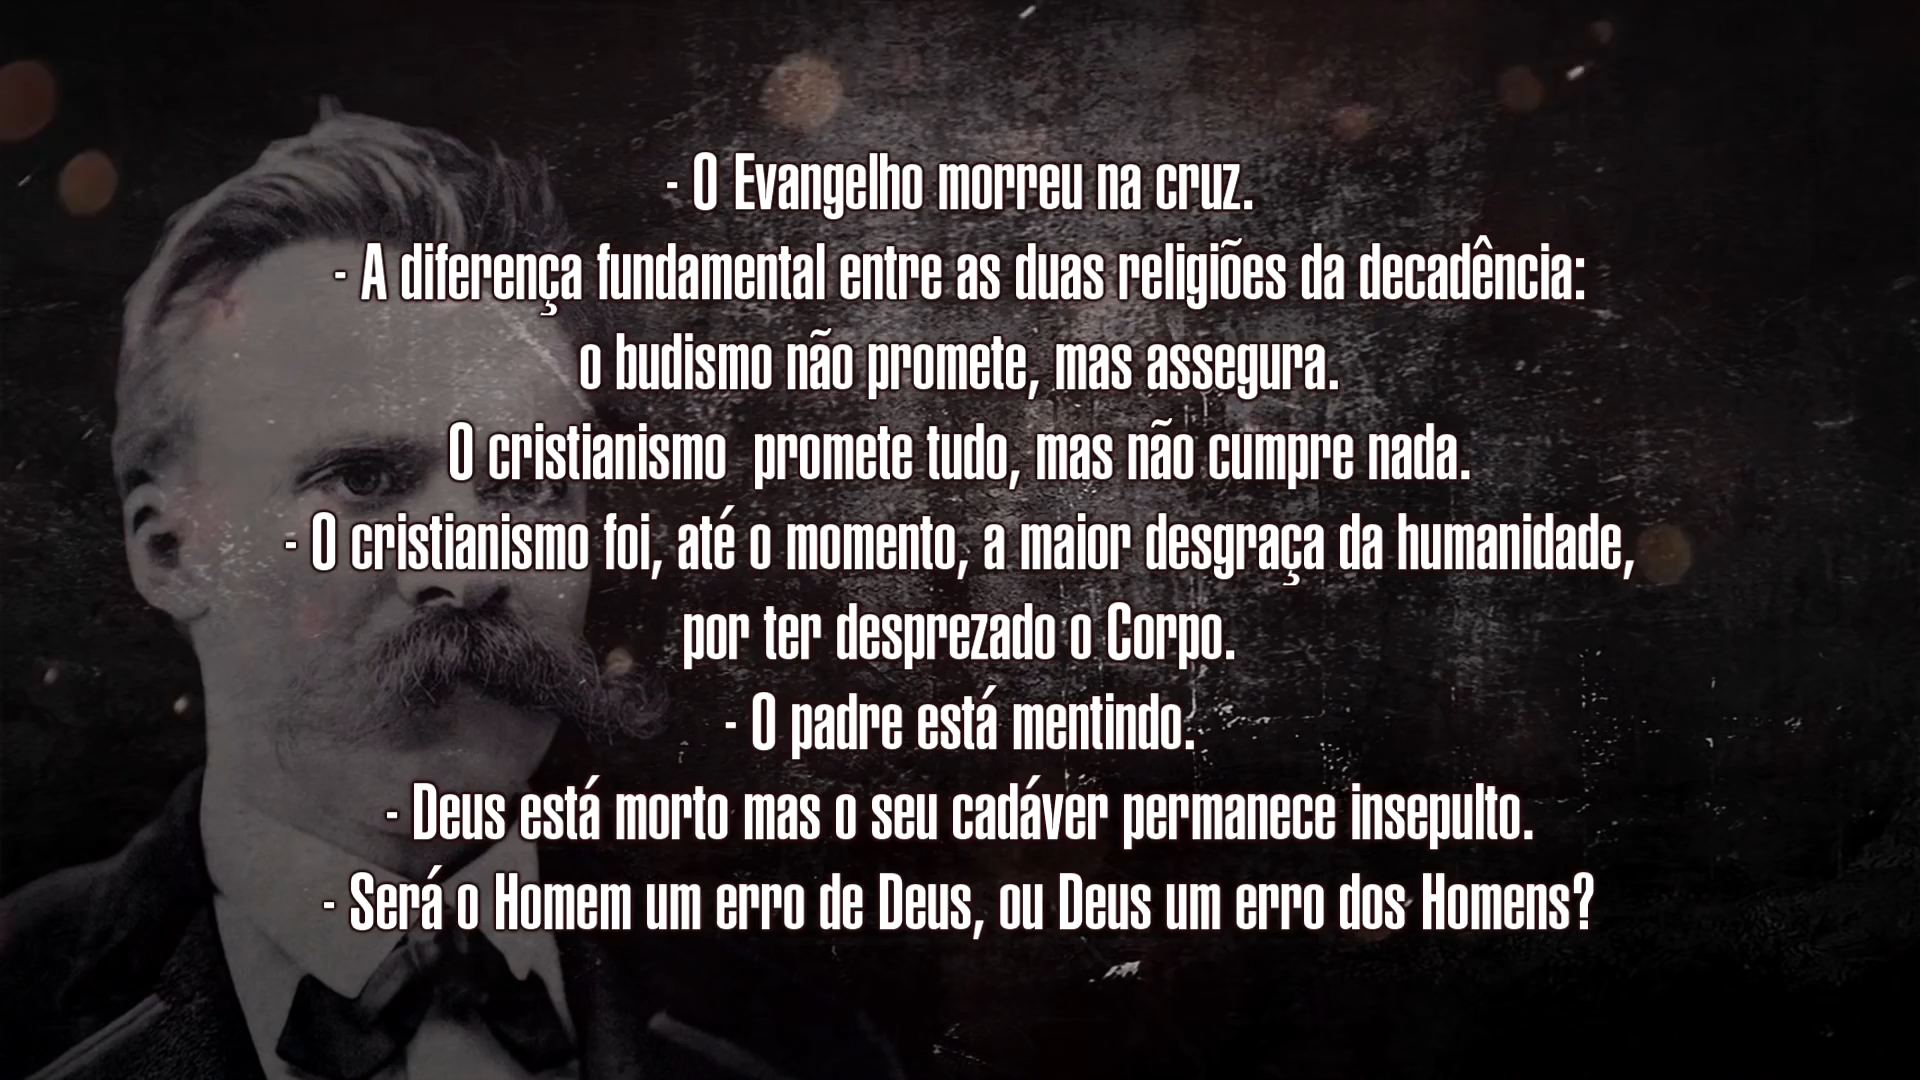 - O Evangelho morreu na cruz.
- A diferença fundamental entre as duas religiões da decadência:
o budismo não promete, mas assegura.
O cristianismo  promete tudo, mas não cumpre nada.
- O cristianismo foi, até o momento, a maior desgraça da humanidade,
por ter desprezado o Corpo.
- O padre está mentindo.
- Deus está morto mas o seu cadáver permanece insepulto.
- Será o Homem um erro de Deus, ou Deus um erro dos Homens?